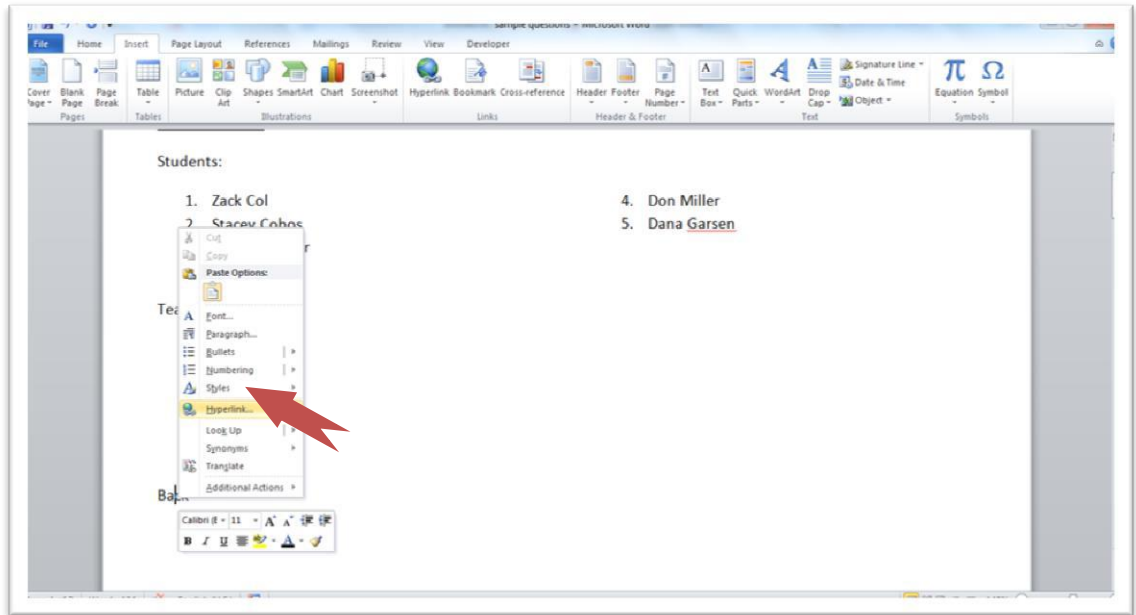 sample questions - Microsoft Word
File Home Insert Page Layout References Mailings Review View Developer
Cover Page Blank Page Page Break Table Picture Clip Art Shapes SmartArt Chart Screenshot Hyperlink Bookmark Cross-reference Header Footer Page Number Text Box Quick Parts WordArt Drop Cap Signature Line Date & Time Object Equation Symbol
Pages Tables Illustrations Links Header & Footer Text Symbols
Students:
1. Zack Col
2. Stacey Cobos
4. Don Miller
5. Dana Garsen
Cut
Copy
Paste Options:
Font...
Paragraph...
Bullets
Numbering
Styles
Hyperlink...
Look Up
Synonyms
Translate
Additional Actions
Calibri (E 11 A A
B I U A